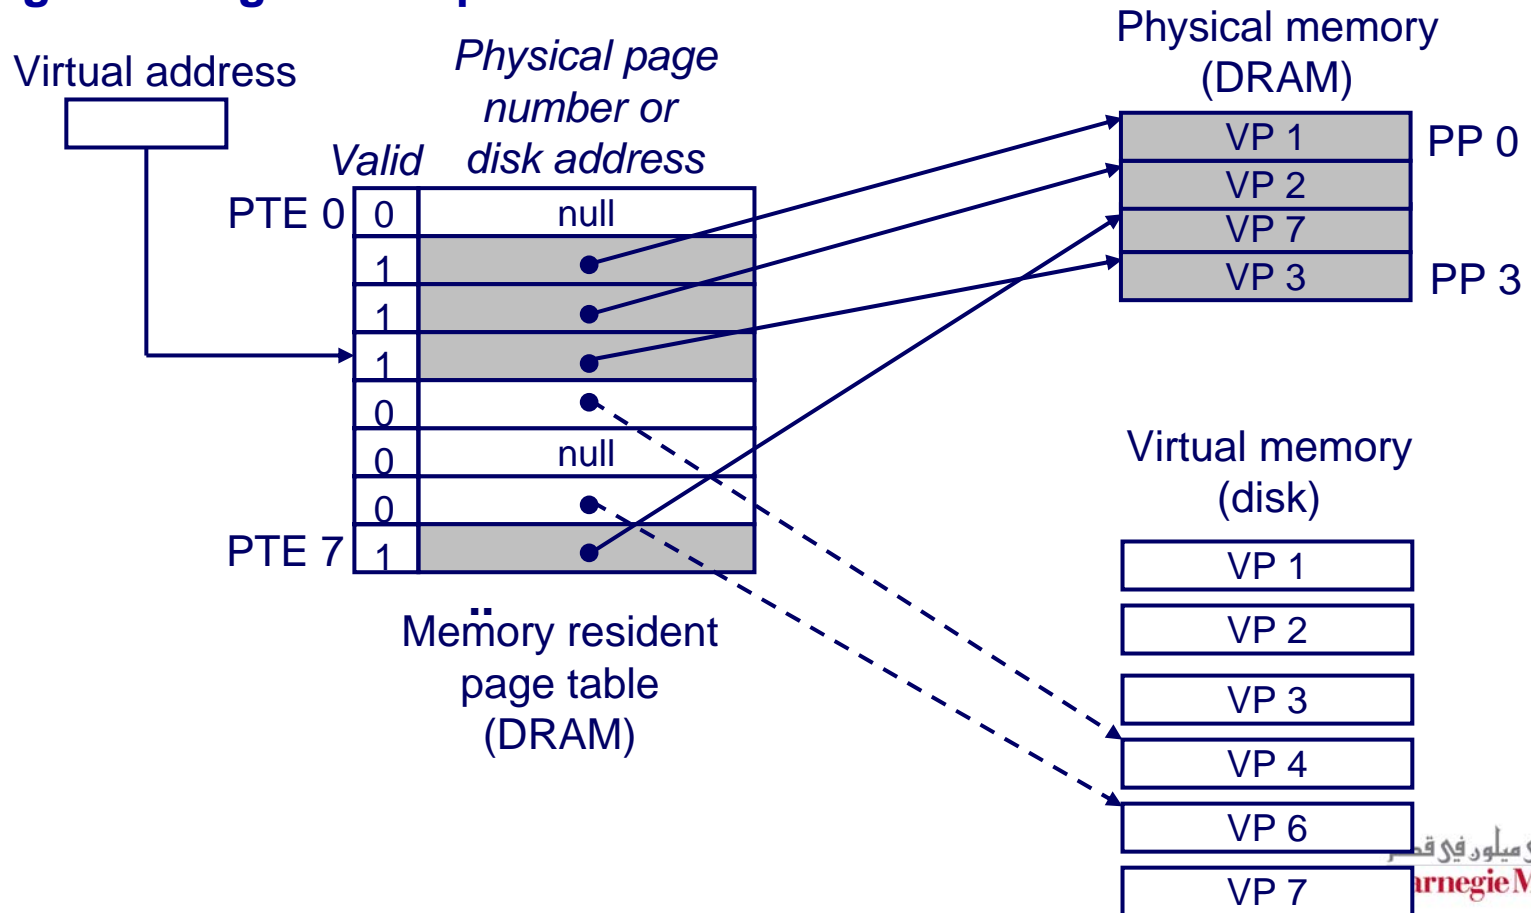 Virtual address
Physical page
number or
disk address
Valid
PTE 0
0
null
1
1
1
0
0
null
0
PTE 7
1
Memory resident
page table
(DRAM)
Physical memory
(DRAM)
VP 1
PP 0
VP 2
VP 7
VP 3
PP 3
Virtual memory
(disk)
VP 1
VP 2
VP 3
VP 4
VP 6
VP 7